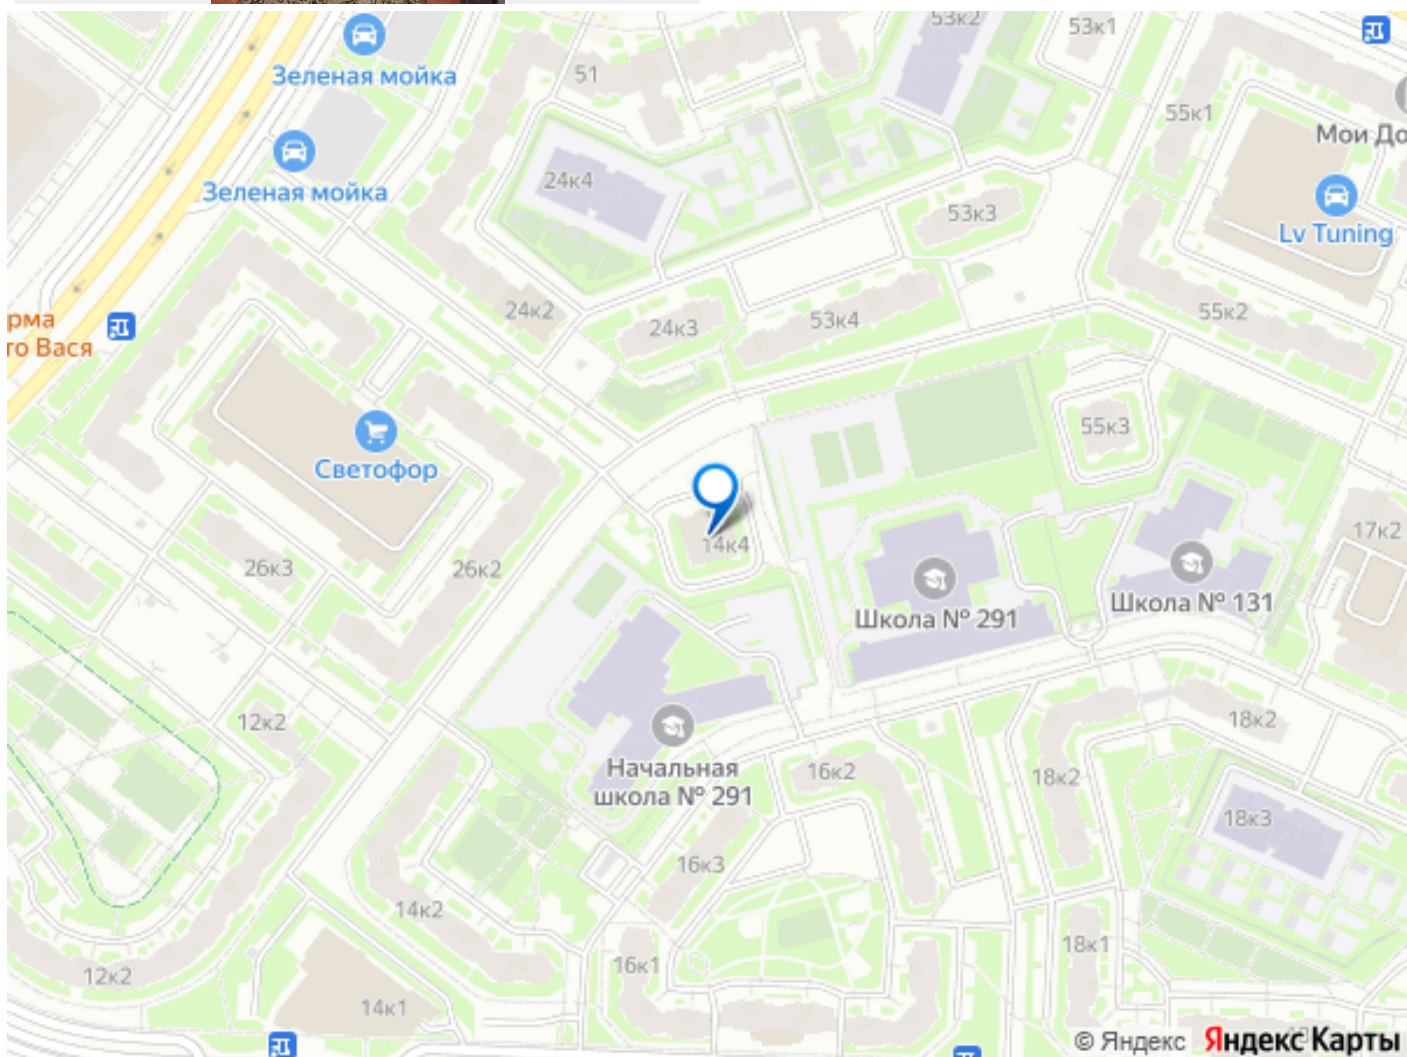 53к2
53к1
Зеленая мойка
51
55к1
Мои До
Зеленая мойка
24к4
53к3
Lv Tuning
24к2
24к3
53к4
55к2
рма
то Вася
Светофор
55к3
14к4
17к2
26к3
26к2
Школа № 291
Школа № 131
12к2
18к2
Начальная
школа № 291
16к2
18к2
18к3
16к3
14к2
18к1
16к1
12к2
14к1
© Яндекс Яндекс Карты